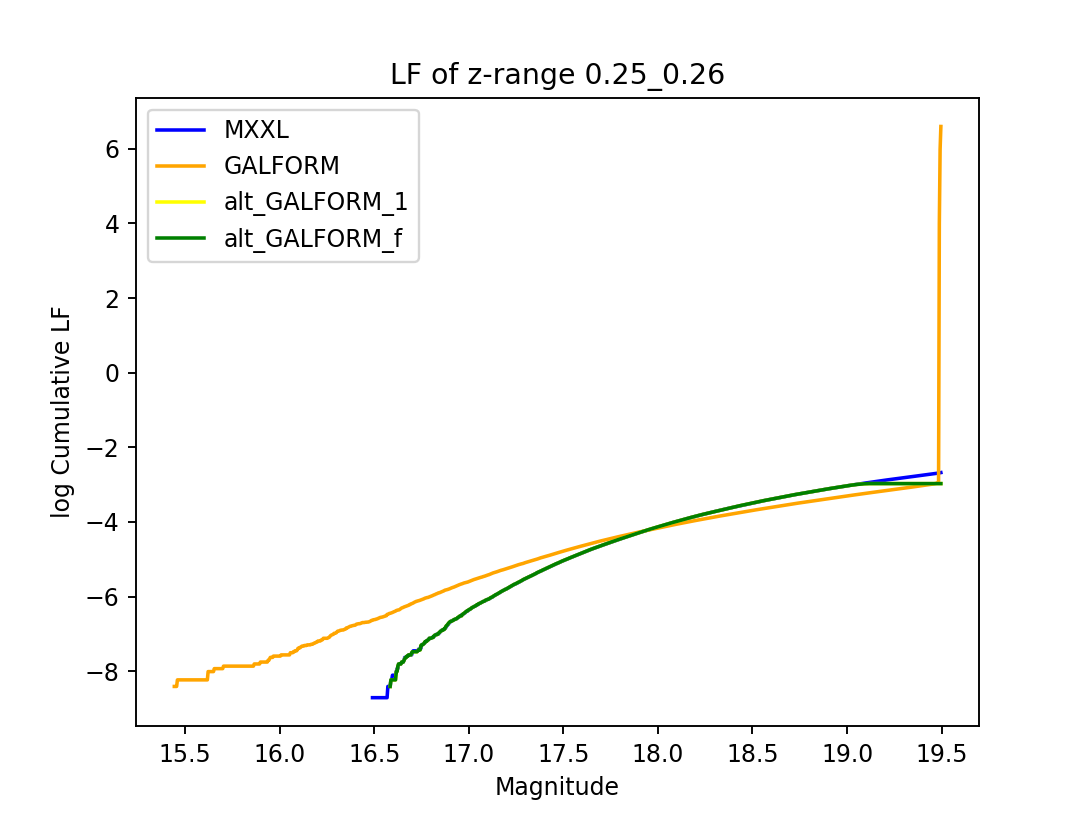 LF of z-range 0.25_0.26
MXXL
GALFORM
alt_GALFORM_1
alt_GALFORM_f
6
4
2
0
−2
−4
−6
−8
log Cumulative LF
15.5 16.0 16.5 17.0 17.5 18.0 18.5 19.0 19.5
Magnitude